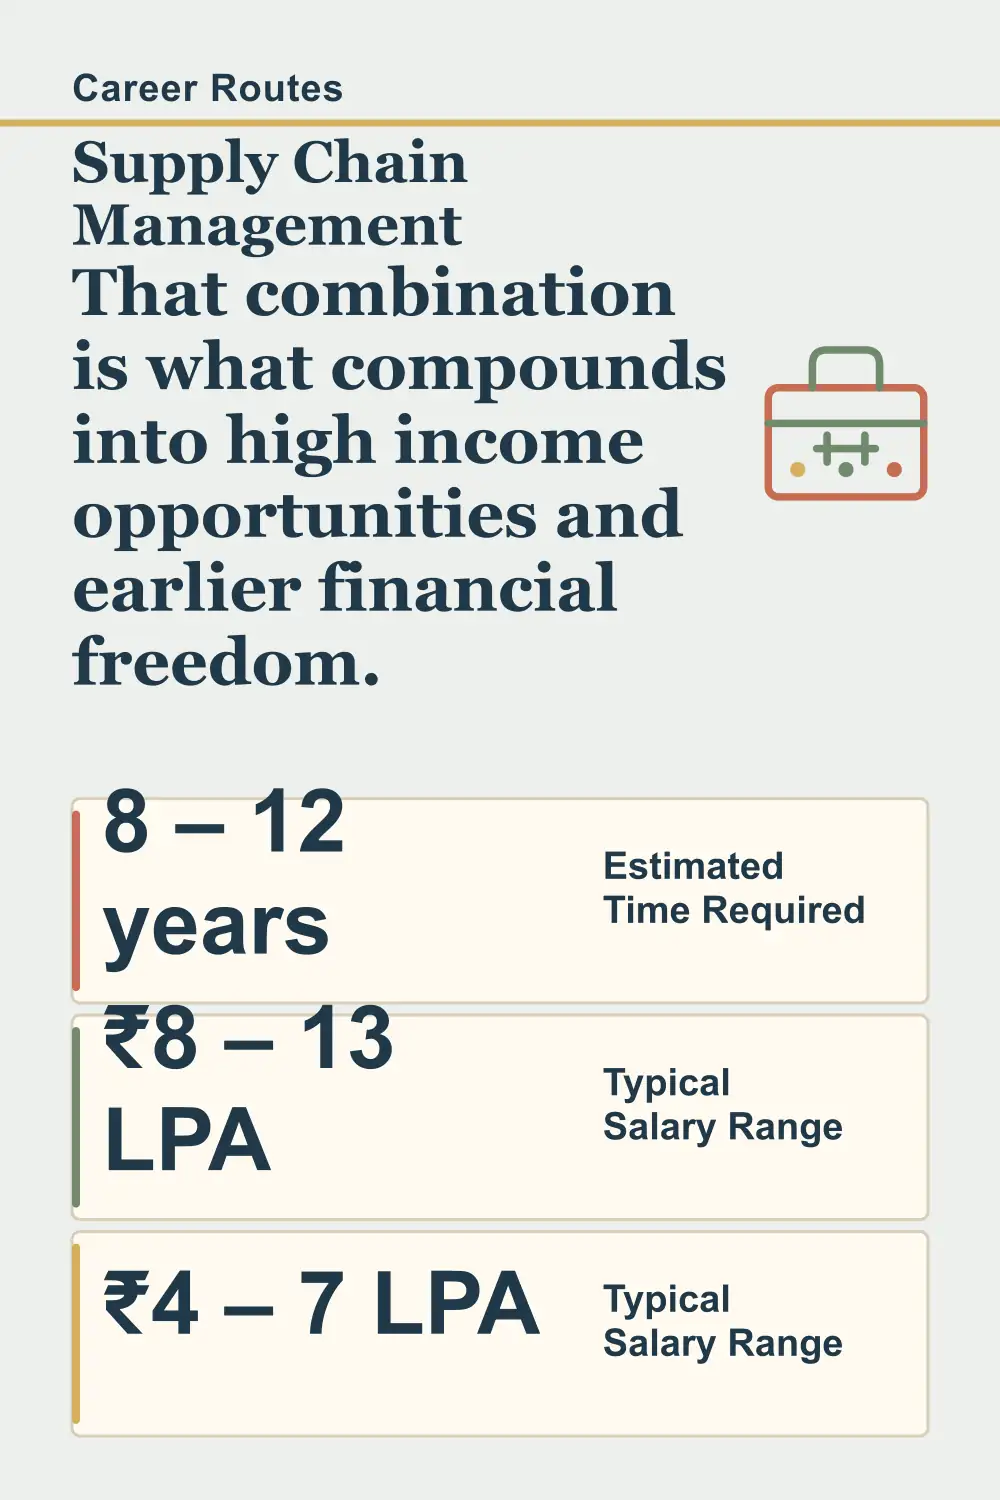 Career Routes
Supply Chain
Management
That combination
is what compounds
into high income
opportunities and
earlier financial
freedom.
8 – 12
years
Estimated
Time Required
₹8 – 13
LPA
Typical
Salary Range
₹4 – 7 LPA
Typical
Salary Range